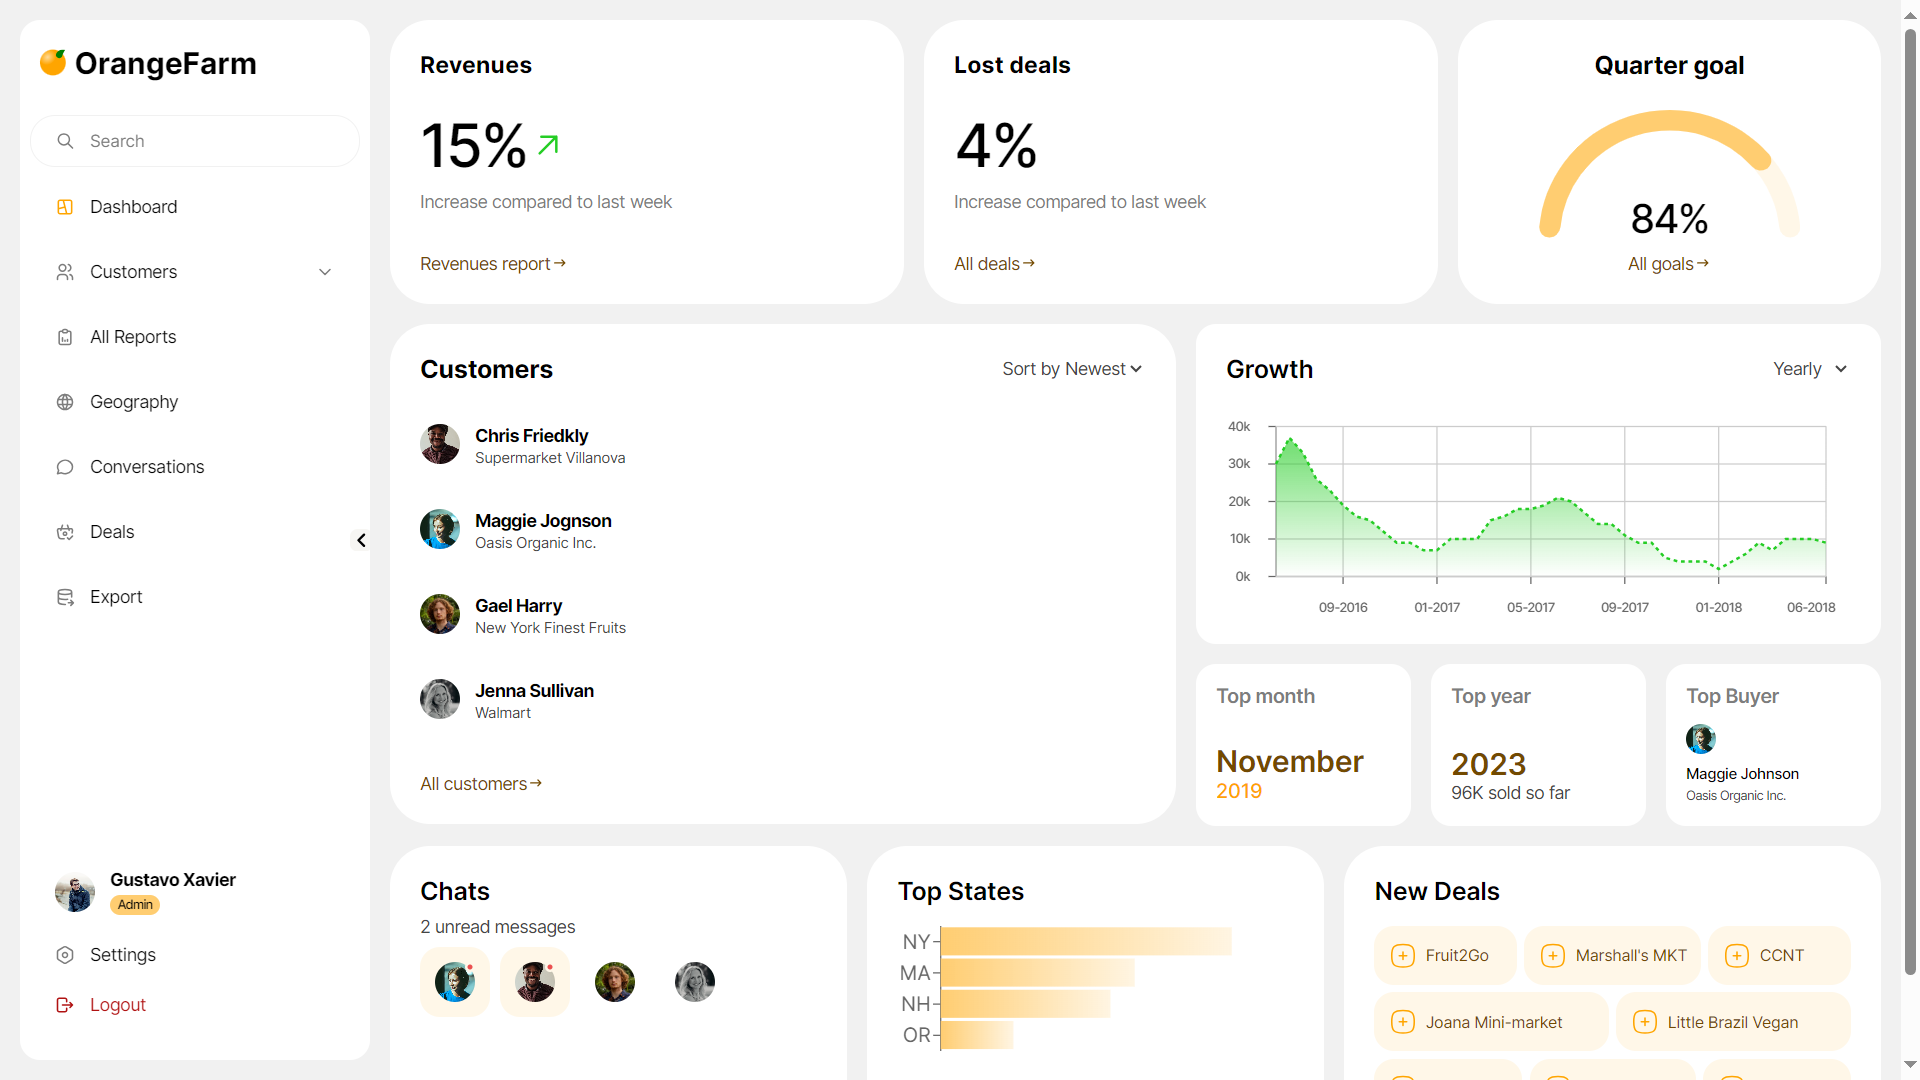 OrangeFarm
Search
Dashboard
Customers
All Reports
Geography
Conversations
Deals
Export
Gustavo Xavier
Admin
Settings
Logout
Revenues
15%
Increase compared to last week
Revenues report
Lost deals
4%
Increase compared to last week
All deals
Quarter goal
84%
All goals
Customers
Sort by Newest
Chris Friedkly
Supermarket Villanova
Maggie Jognson
Oasis Organic Inc.
Gael Harry
New York Finest Fruits
Jenna Sullivan
Walmart
All customers
Growth
Yearly
40k
30k
20k
10k
0k
09-2016 01-2017 05-2017 09-2017 01-2018 06-2018
Top month
November
2019
Top year
2023
96K sold so far
Top Buyer
Maggie Johnson
Oasis Organic Inc.
Chats
2 unread messages
Top States
NY
MA
NH
OR
New Deals
Fruit2Go Marshall's MKT CCNT
Joana Mini-market Little Brazil Vegan